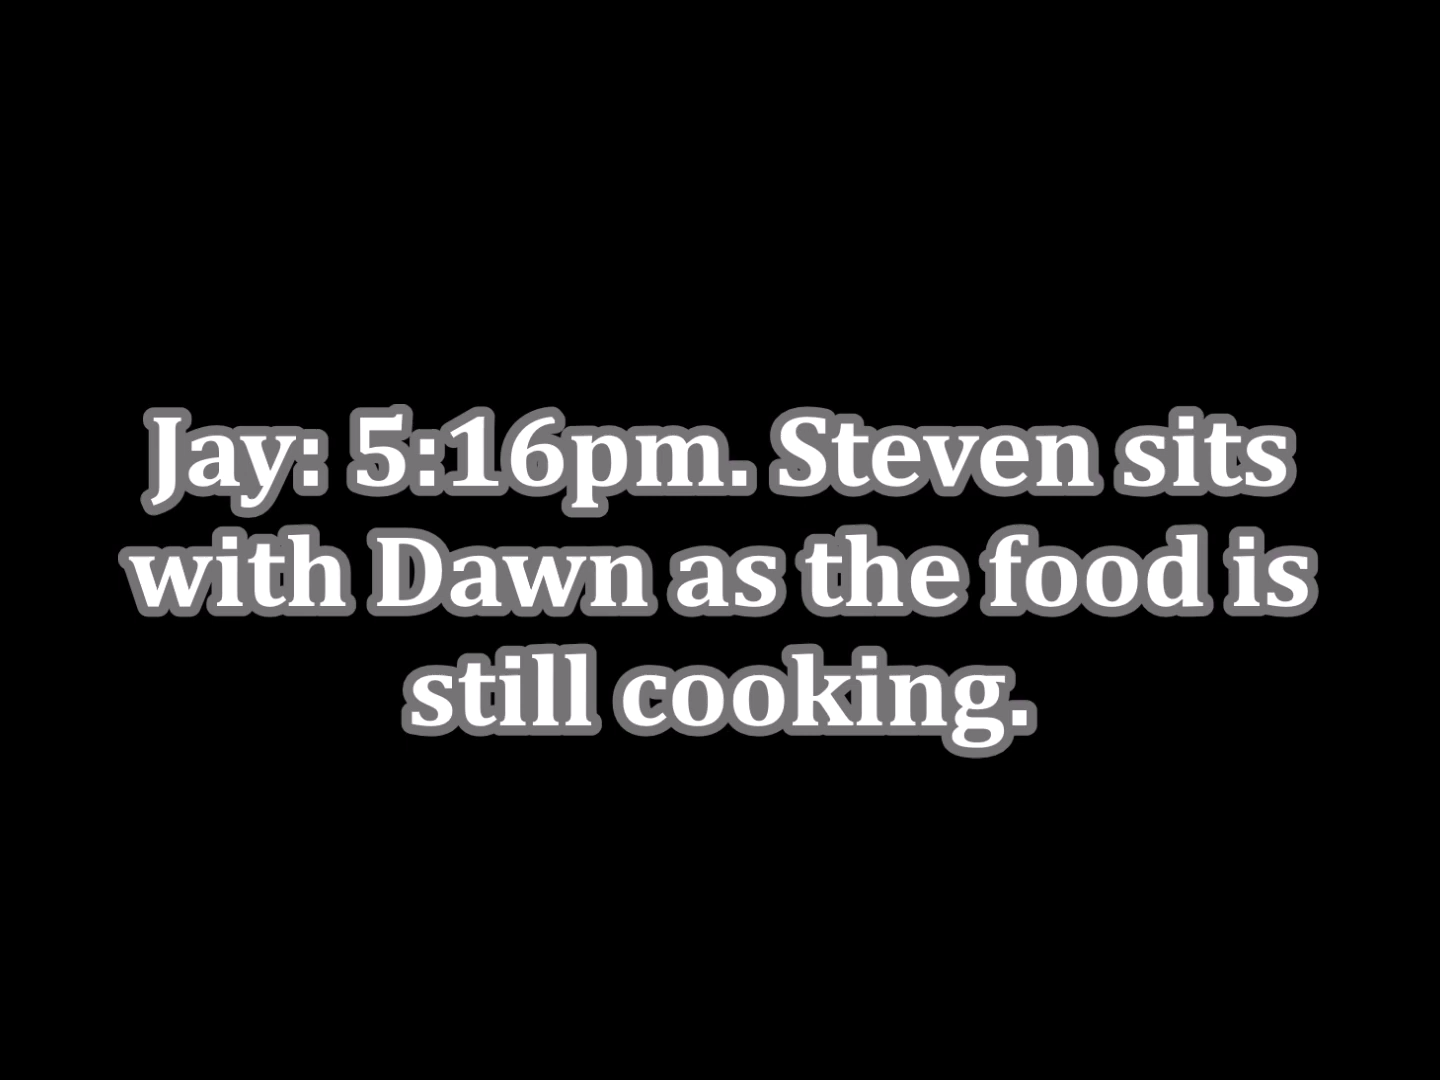 Jay: 5:16pm. Steven sits
with Dawn as the food is
still cooking.